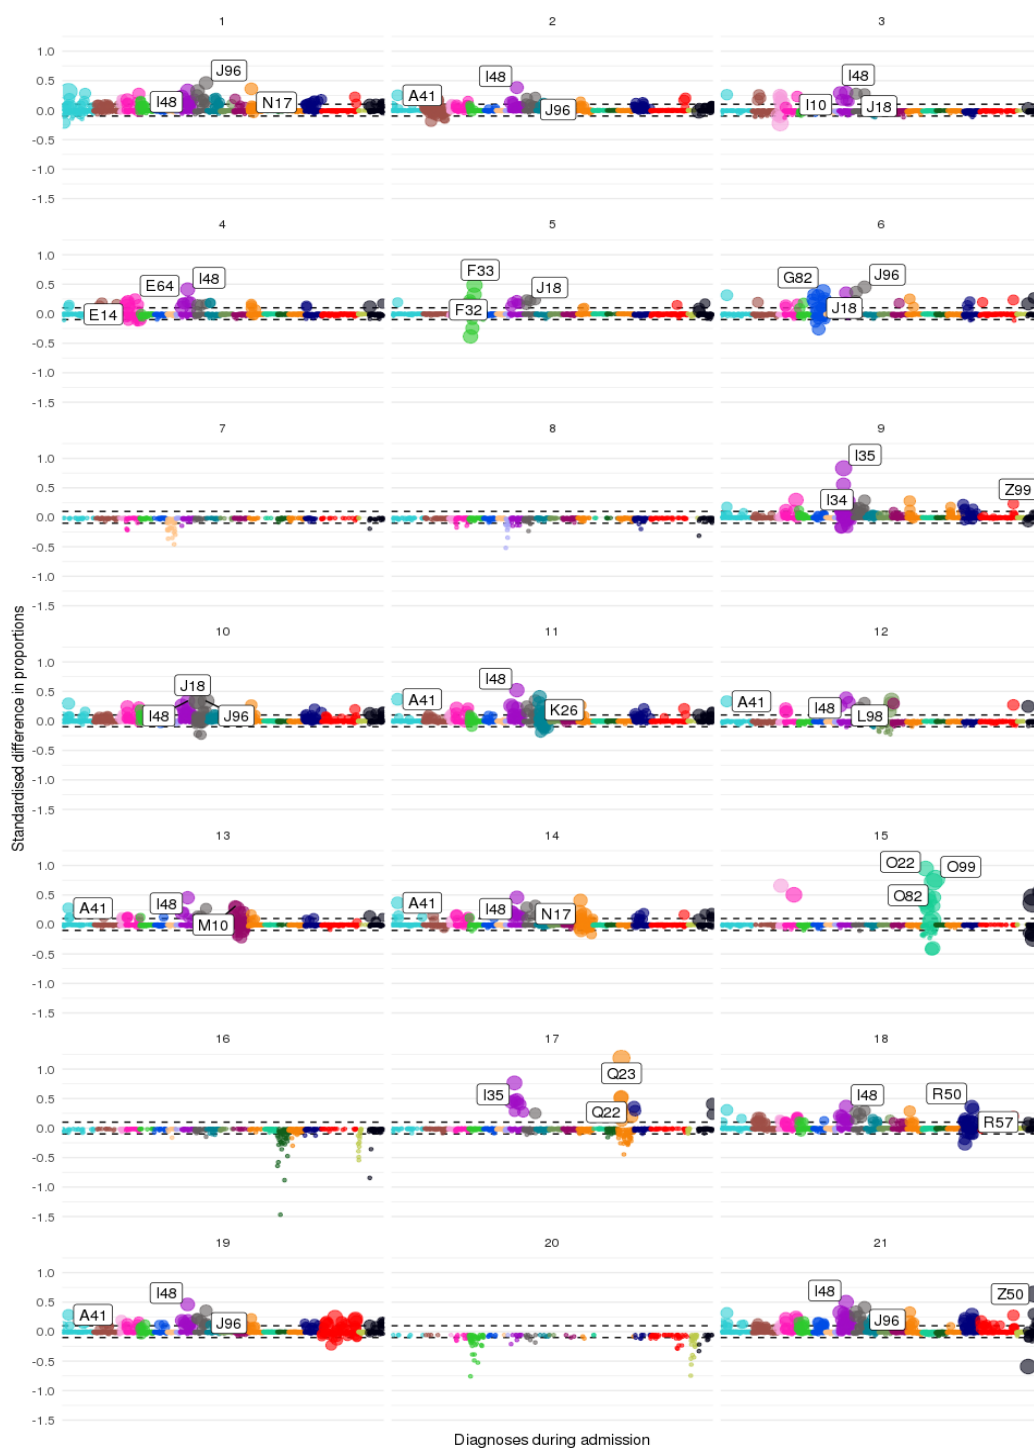 1 2 3
1.0
0.5
0.0
-0.5
-1.0
-1.5
J96
I48
N17
I48
A41
J96
I48
I10
J18
4 5 6
1.0
0.5
0.0
-0.5
-1.0
-1.5
E64
I48
E14
F33
J18
F32
G82
J96
J18
7 8 9
1.0
0.5
0.0
-0.5
-1.0
-1.5
I35
I34
Z99
10 11 12
1.0
0.5
0.0
-0.5
-1.0
-1.5
J18
I48
J96
I48
A41
K26
A41
I48
L98
13 14 15
1.0
0.5
0.0
-0.5
-1.0
-1.5
A41
I48
M10
A41
I48
N17
O22
O99
O82
16 17 18
1.0
0.5
0.0
-0.5
-1.0
-1.5
I35
Q23
Q22
I48
R50
R57
19 20 21
1.0
0.5
0.0
-0.5
-1.0
-1.5
I48
A41
J96
I48
Z50
J96
Standardised difference in proportions
Diagnoses during admission